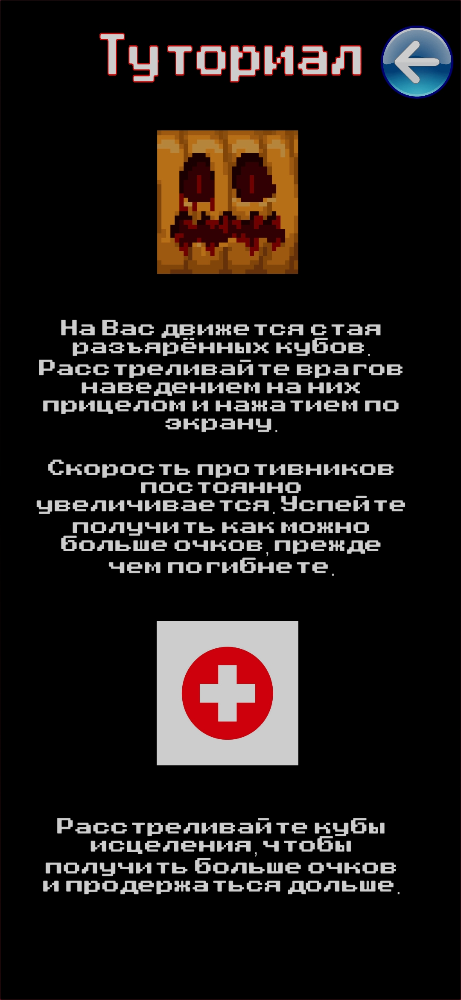 Туториал
На Вас движется стая
разъярённых кубов.
Расстреливайте врагов
наведением на них
прицелом и нажатием по
экрану.
Скорость противников
постоянно
увеличивается. Успейте
получить как можно
больше очков, прежде
чем погибнете.
Расстреливайте кубы
исцеления, чтобы
получить больше очков
и продержаться дольше.